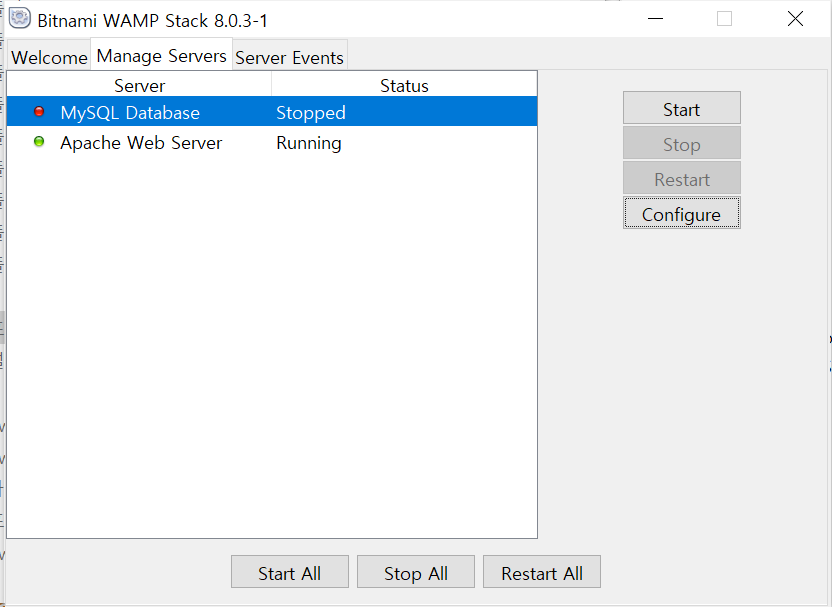 Bitnami WAMP Stack 8.0.3-1
Welcome Manage Servers Server Events
Server Status
MySQL Database Stopped
Apache Web Server Running
Start
Stop
Restart
Configure
Start All Stop All Restart All